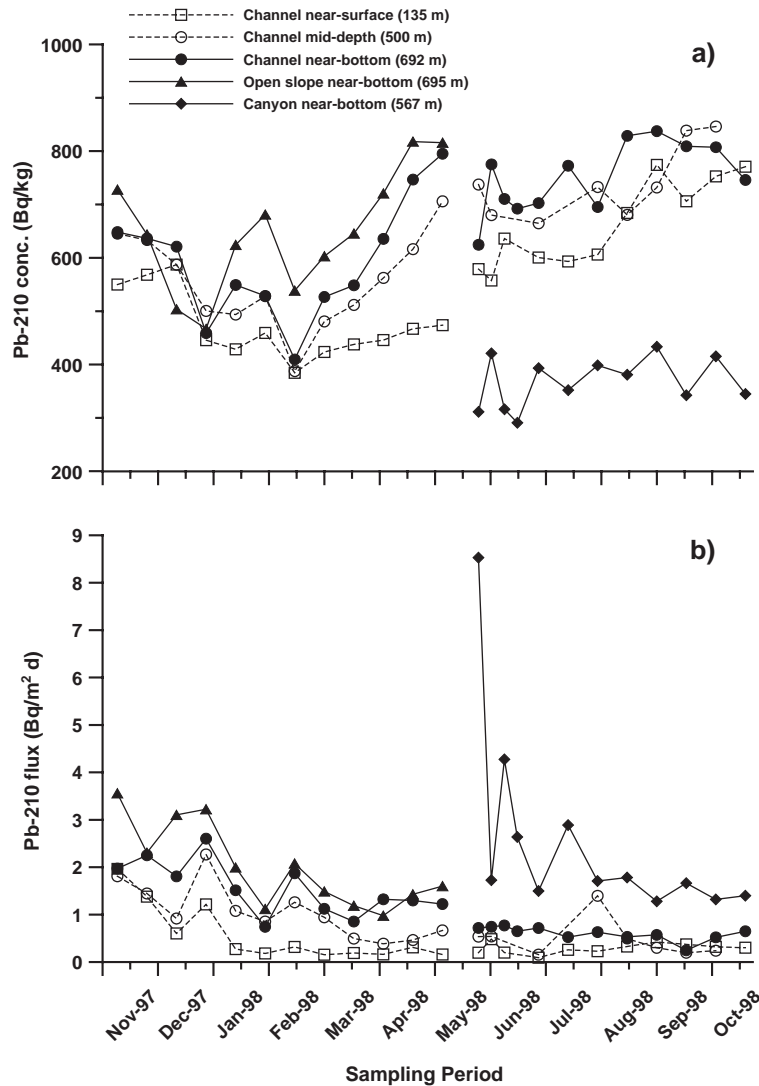 Channel near-surface (135 m)
Channel mid-depth (500 m)
Channel near-bottom (692 m)
Open slope near-bottom (695 m)
Canyon near-bottom (567 m)
a)
1000
800
600
400
200
Pb-210 conc. (Bq/kg)
b)
9
8
7
6
5
4
3
2
1
0
Pb-210 flux (Bq/m² d)
Nov-97
Dec-97
Jan-98
Feb-98
Mar-98
Apr-98
May-98
Jun-98
Jul-98
Aug-98
Sep-98
Oct-98
Sampling Period